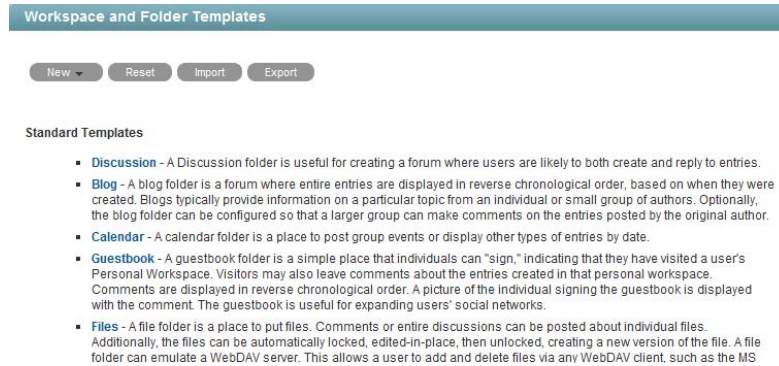 Workspace and Folder Templates
New Reset Import Export
Standard Templates
▪ Discussion - A Discussion folder is useful for creating a forum where users are likely to both create and reply to entries.
▪ Blog - A blog folder is a forum where entire entries are displayed in reverse chronological order, based on when they were
created. Blogs typically provide information on a particular topic from an individual or small group of authors. Optionally,
the blog folder can be configured so that a larger group can make comments on the entries posted by the original author.
▪ Calendar - A calendar folder is a place to post group events or display other types of entries by date.
▪ Guestbook - A guestbook folder is a simple place that individuals can "sign," indicating that they have visited a user's
Personal Workspace. Visitors may also leave comments about the entries created in that personal workspace.
Comments are displayed in reverse chronological order. A picture of the individual signing the guestbook is displayed
with the comment. The guestbook is useful for expanding users' social networks.
▪ Files - A file folder is a place to put files. Comments or entire discussions can be posted about individual files.
Additionally, the files can be automatically locked, edited-in-place, then unlocked, creating a new version of the file. A file
folder can emulate a WebDAV server. This allows a user to add and delete files via any WebDAV client, such as the MS